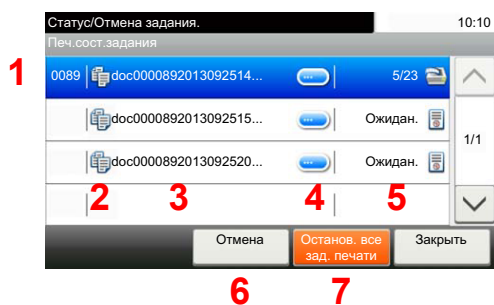 Статус/Отмена задания. 10:10
Печ.сост.задания
1 0089 doc0000892013092514... 5/23
doc0000892013092515... Ожидан.
1/1
doc0000892013092520... Ожидан.
2 3 4 5
Отмена Останов. все зад. печати Закрыть
6 7